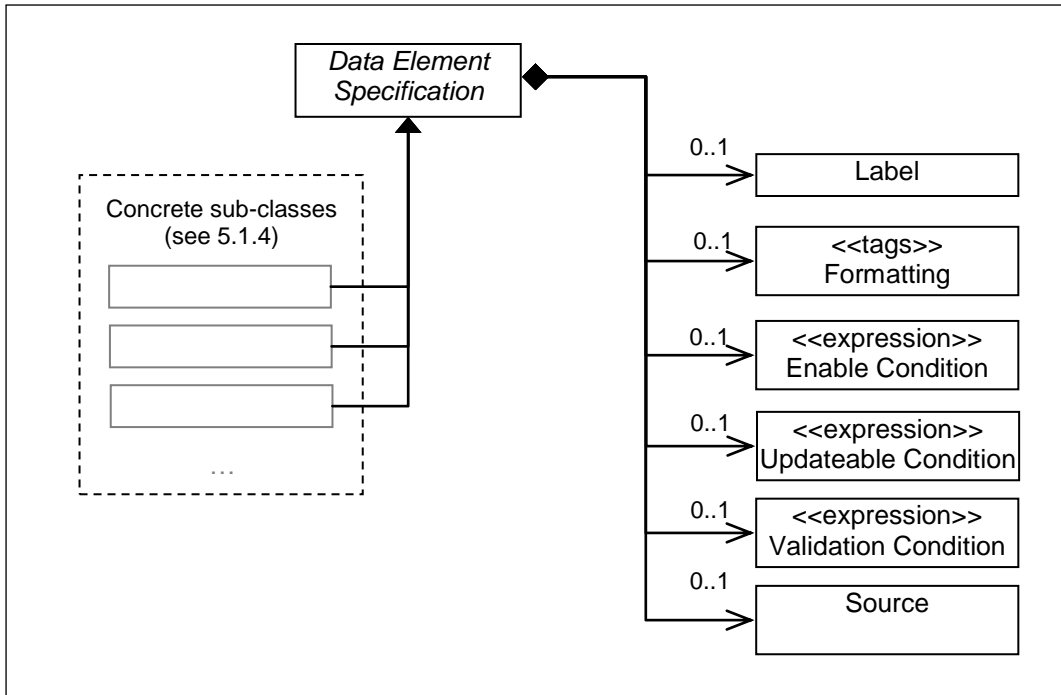 Data Element
Specification
Concrete sub-classes
(see 5.1.4)
...
0..1
Label
0..1
<<tags>>
Formatting
0..1
<<expression>>
Enable Condition
0..1
<<expression>>
Updateable Condition
0..1
<<expression>>
Validation Condition
0..1
Source